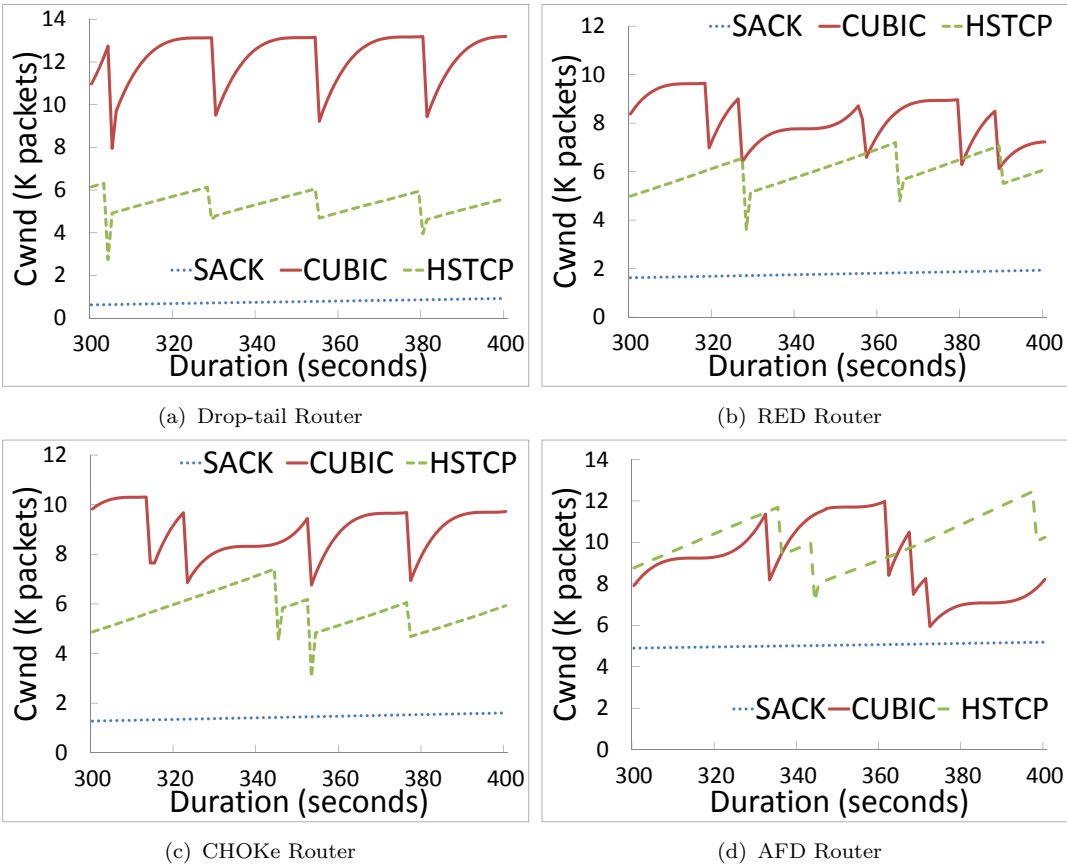 14
12
10
8
6
4
2
0
Cwnd (K packets)
SACK CUBIC HSTCP
300 320 340 360 380 400
Duration (seconds)
(a) Drop-tail Router
12
10
8
6
4
2
0
Cwnd (K packets)
SACK CUBIC HSTCP
300 320 340 360 380 400
Duration (seconds)
(b) RED Router
12
10
8
6
4
2
0
Cwnd (K packets)
SACK CUBIC HSTCP
300 320 340 360 380 400
Duration (seconds)
(c) CHOKe Router
14
12
10
8
6
4
2
0
Cwnd (K packets)
SACK CUBIC HSTCP
300 320 340 360 380 400
Duration (seconds)
(d) AFD Router